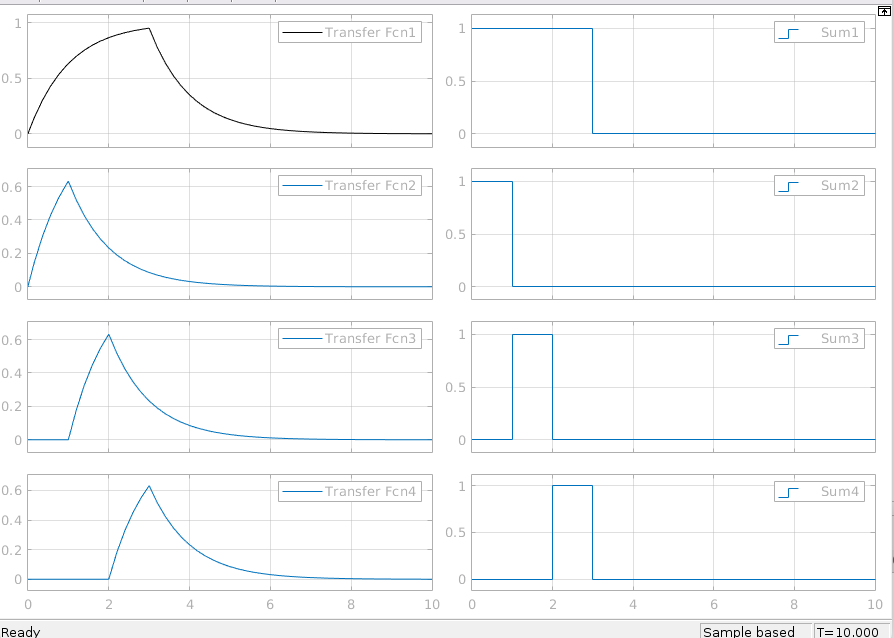 1
0.5
0
Transfer Fcn1
1
0.5
0
Sum1
0.6
0.4
0.2
0
Transfer Fcn2
1
0.5
0
Sum2
0.6
0.4
0.2
0
Transfer Fcn3
1
0.5
0
Sum3
0.6
0.4
0.2
0
Transfer Fcn4
1
0.5
0
Sum4
0 2 4 6 8 10
0 2 4 6 8 10
Ready
Sample based
T=10.000